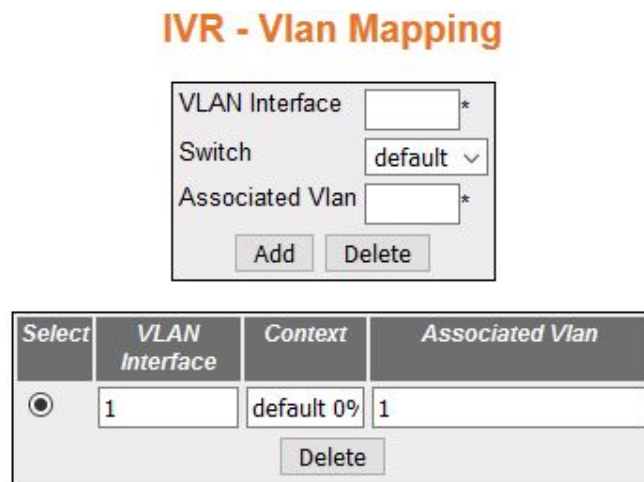 IVR - Vlan Mapping
VLAN Interface *
Switch default
Associated Vlan *
Add Delete
Select VLAN Interface Context Associated Vlan
1 default 0% 1
Delete